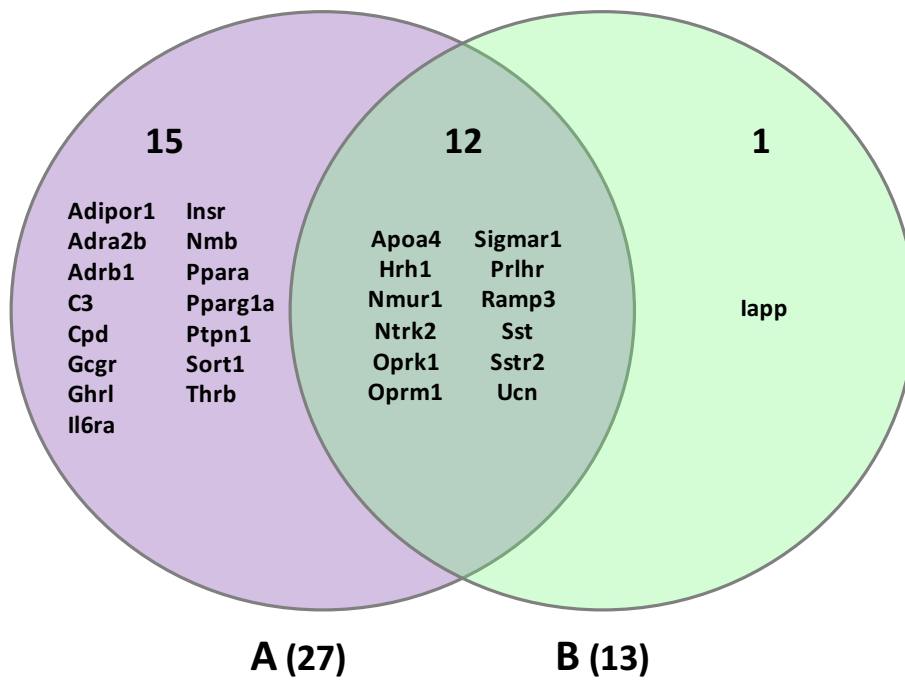 15
12
1
Adipor1 Insr
Adra2b Nmb
Adrb1 Ppara
C3 Pparg1a
Cpd Ptpn1
Gcgr Sort1
Ghrl Thrb
Il6ra
Apoa4 Sigmar1
Hrh1 Prlhr
Nmur1 Ramp3
Ntrk2 Sst
Oprk1 Sstr2
Oprm1 Ucn
Iapp
A (27)
B (13)